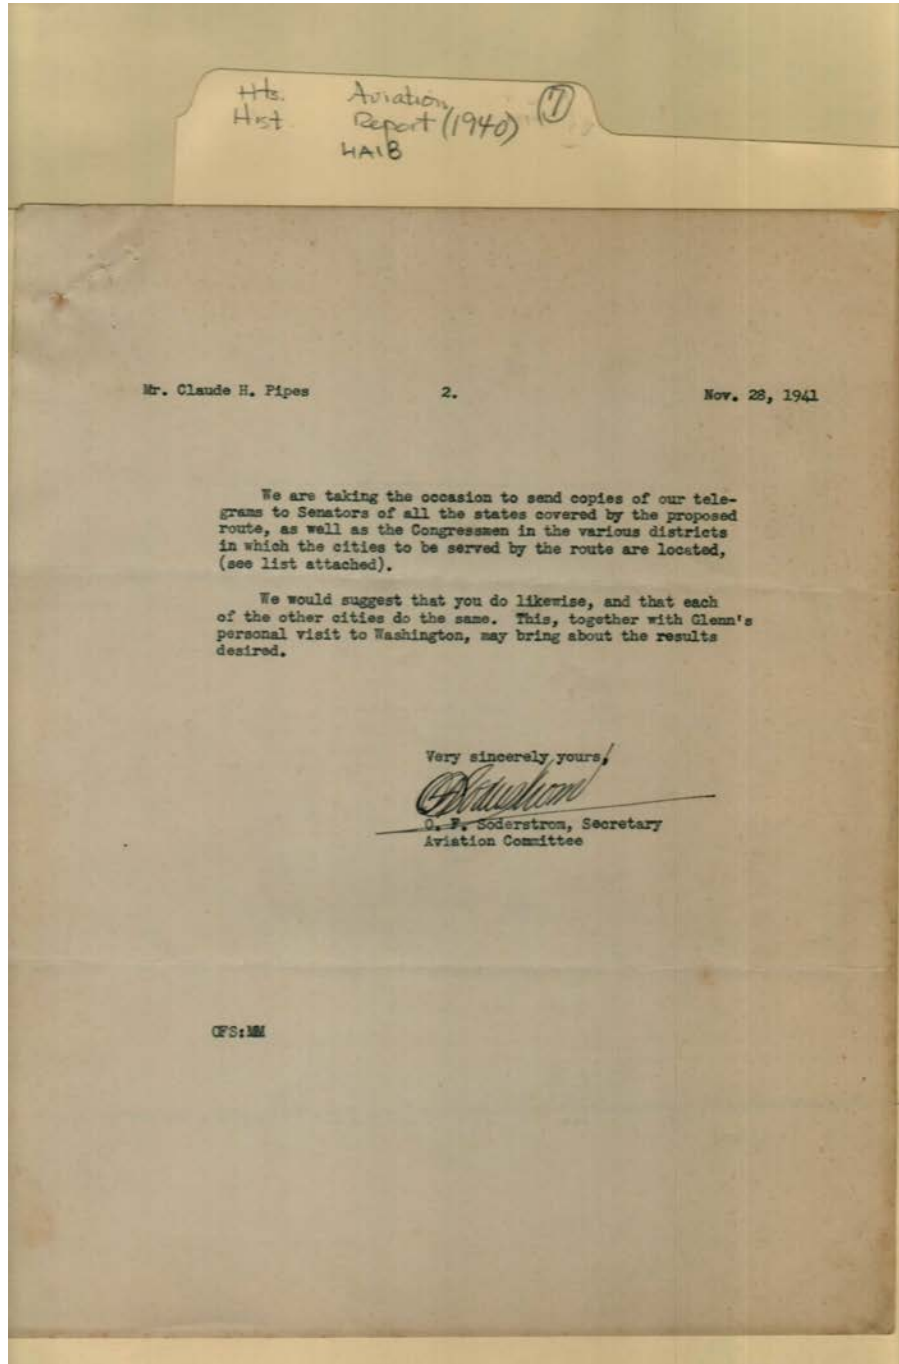 Hts. Aviation (7)
Hist Report (1940)
HAIB
Mr. Claude H. Pipes 2. Nov. 28, 1941
We are taking the occasion to send copies of our tele-
grams to Senators of all the states covered by the proposed
route, as well as the Congressmen in the various districts
in which the cities to be served by the route are located,
(see list attached).
We would suggest that you do likewise, and that each
of the other cities do the same. This, together with Glenn's
personal visit to Washington, may bring about the results
desired.
Very sincerely yours,
OFSoderstrom
O. F. Soderstrom, Secretary
Aviation Committee
OFS:MM